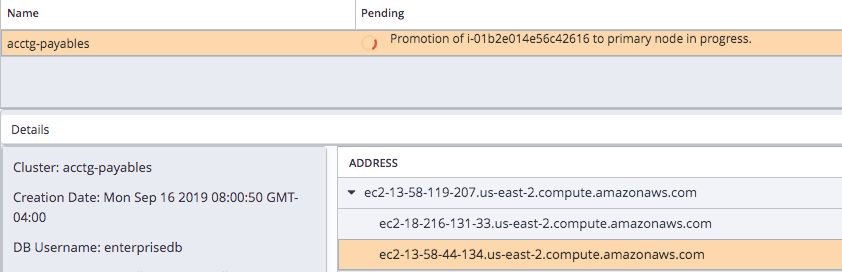 Name Pending
acctg-payables Promotion of i-01b2e014e56c42616 to primary node in progress.
Details
Cluster: acctg-payables
Creation Date: Mon Sep 16 2019 08:00:50 GMT-
04:00
DB Username: enterprisedb
ADDRESS
ec2-13-58-119-207.us-east-2.compute.amazonaws.com
ec2-18-216-131-33.us-east-2.compute.amazonaws.com
ec2-13-58-44-134.us-east-2.compute.amazonaws.com